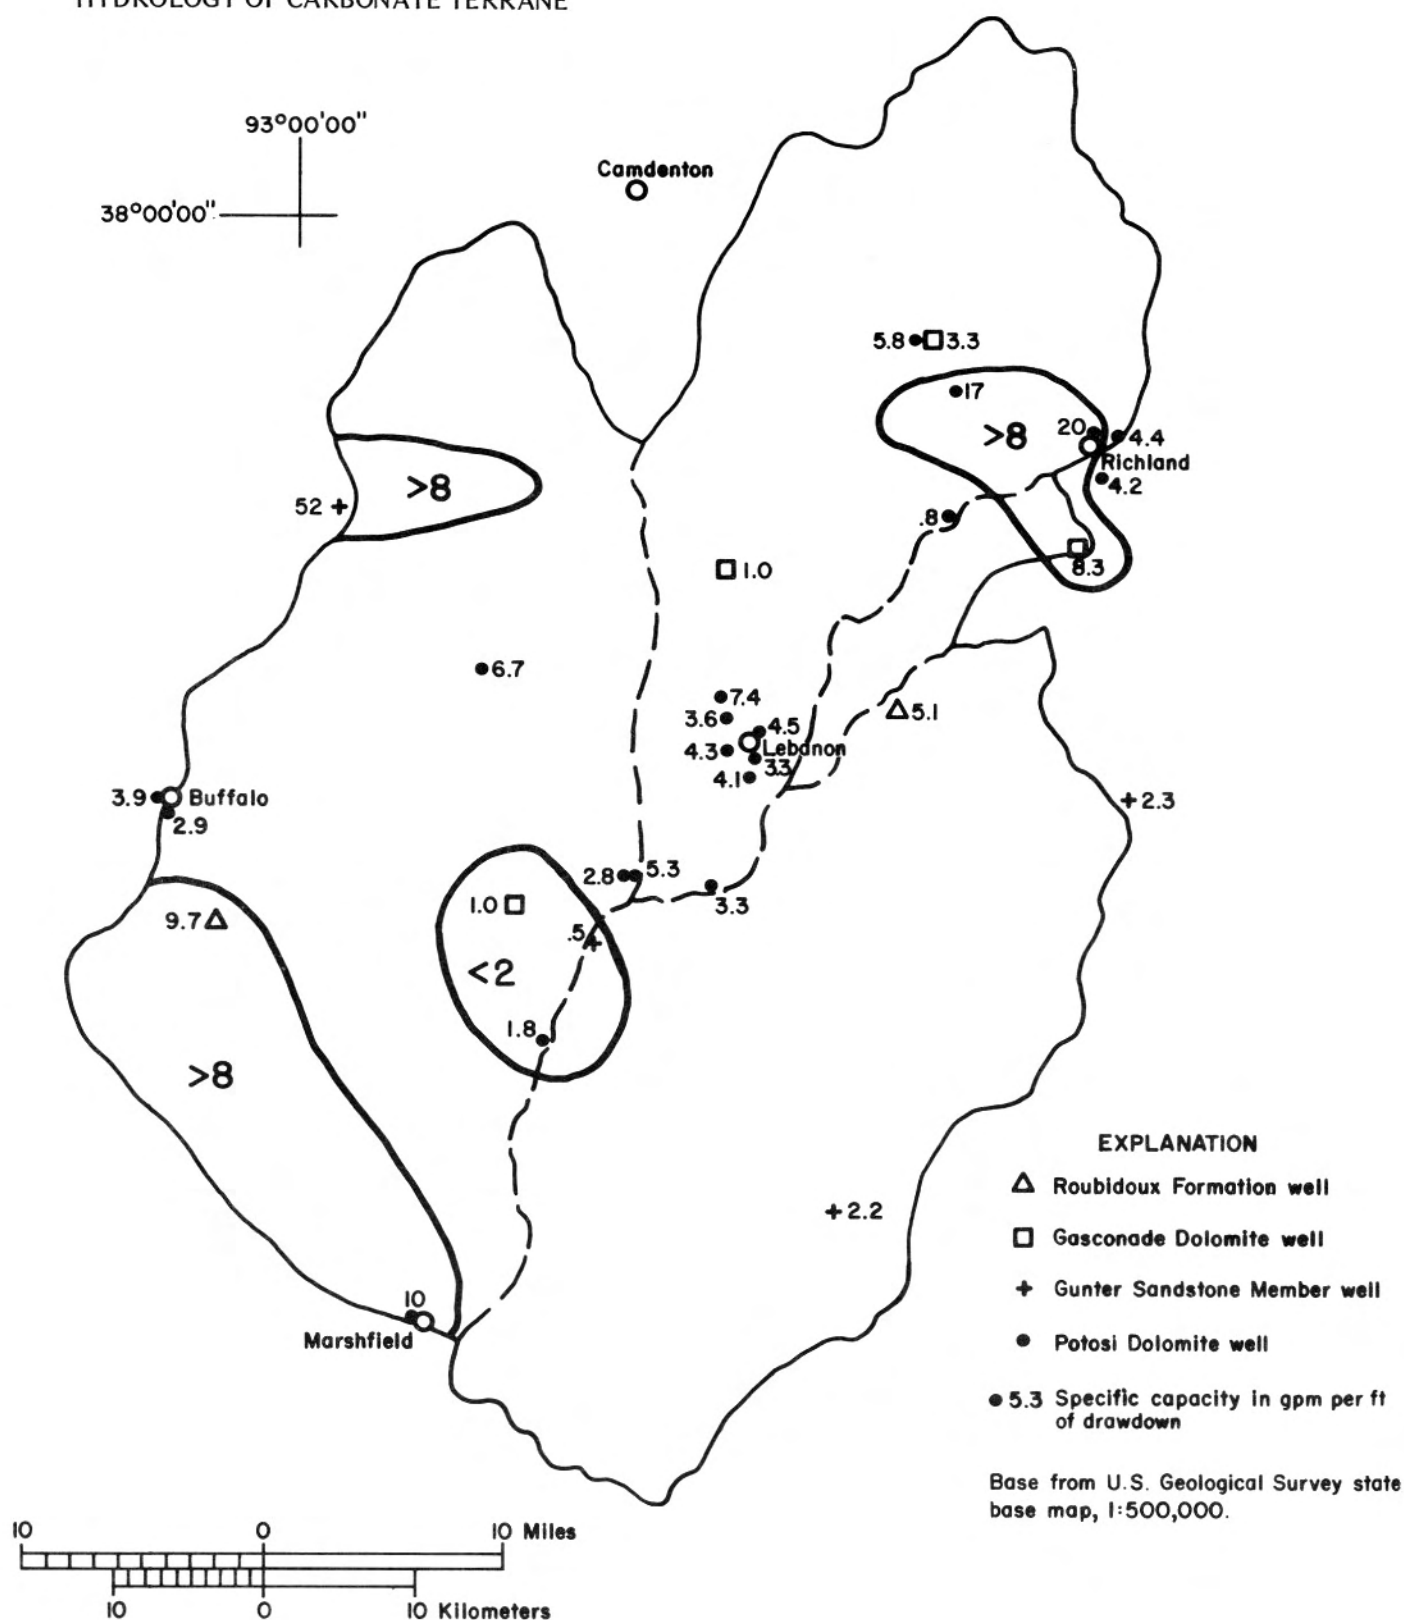 HYDROLOGY OF CARBONATE TERRANE
93°00'00"
Camdenton
38°00'00"
5.8 3.3
17
>8
20
4.4
Richland
4.2
>8
52
.8
8.3
1.0
6.7
7.4
3.6
4.5
5.1
4.3
Lebanon
3.3
4.1
3.9
Buffalo
2.3
2.9
2.8
5.3
3.3
1.0
9.7
.5
<2
1.8
>8
EXPLANATION
Roubidoux Formation well
2.2
Gasconade Dolomite well
Gunter Sandstone Member well
10
Marshfield
Potosi Dolomite well
5.3 Specific capacity in gpm per ft
of drawdown
Base from U.S. Geological Survey state
base map, 1:500,000.
10 0 10 Miles
10 0 10 Kilometers